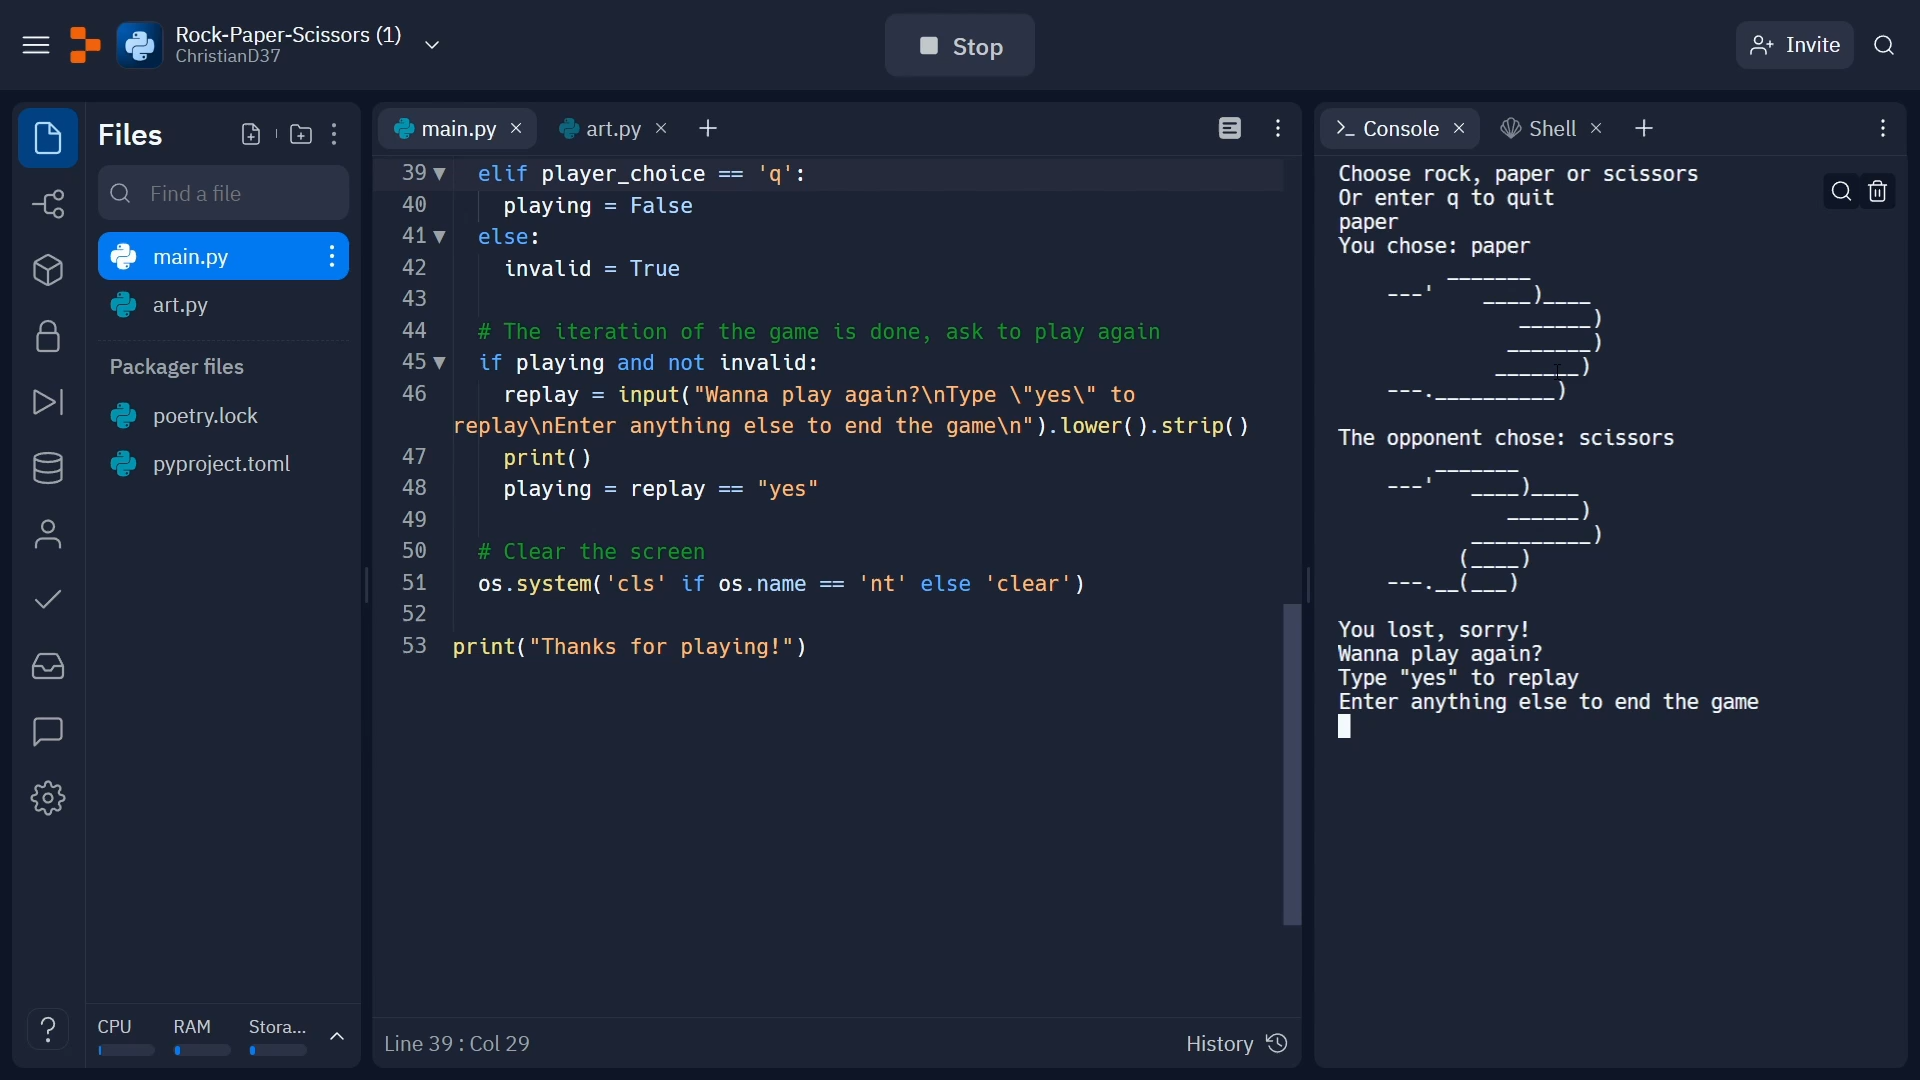 Rock-Paper-Scissors (1)
ChristianD37
Stop
Invite
Files
Find a file
main.py
art.py
Packager files
poetry.lock
pyproject.toml
CPU
RAM
Stora...
main.py
art.py
39 elif player_choice == 'q':
40 playing = False
41 else:
42 invalid = True
43
44 # The iteration of the game is done, ask to play again
45 if playing and not invalid:
46 replay = input("Wanna play again?\nType \"yes\" to
replay\nEnter anything else to end the game\n").lower().strip()
47 print()
48 playing = replay == "yes"
49
50 # Clear the screen
51 os.system('cls' if os.name == 'nt' else 'clear')
52
53 print("Thanks for playing!")
Line 39 : Col 29
History
Console
Shell
Choose rock, paper or scissors
Or enter q to quit
paper
You chose: paper
         _______
    ---'    ____)____
               ______)
              _______)
             _______)
    ---.__________)
The opponent chose: scissors
        _______
    ---'   ____)____
              ______)
           __________)
          (____)
    ---.__(___)
You lost, sorry!
Wanna play again?
Type "yes" to replay
Enter anything else to end the game